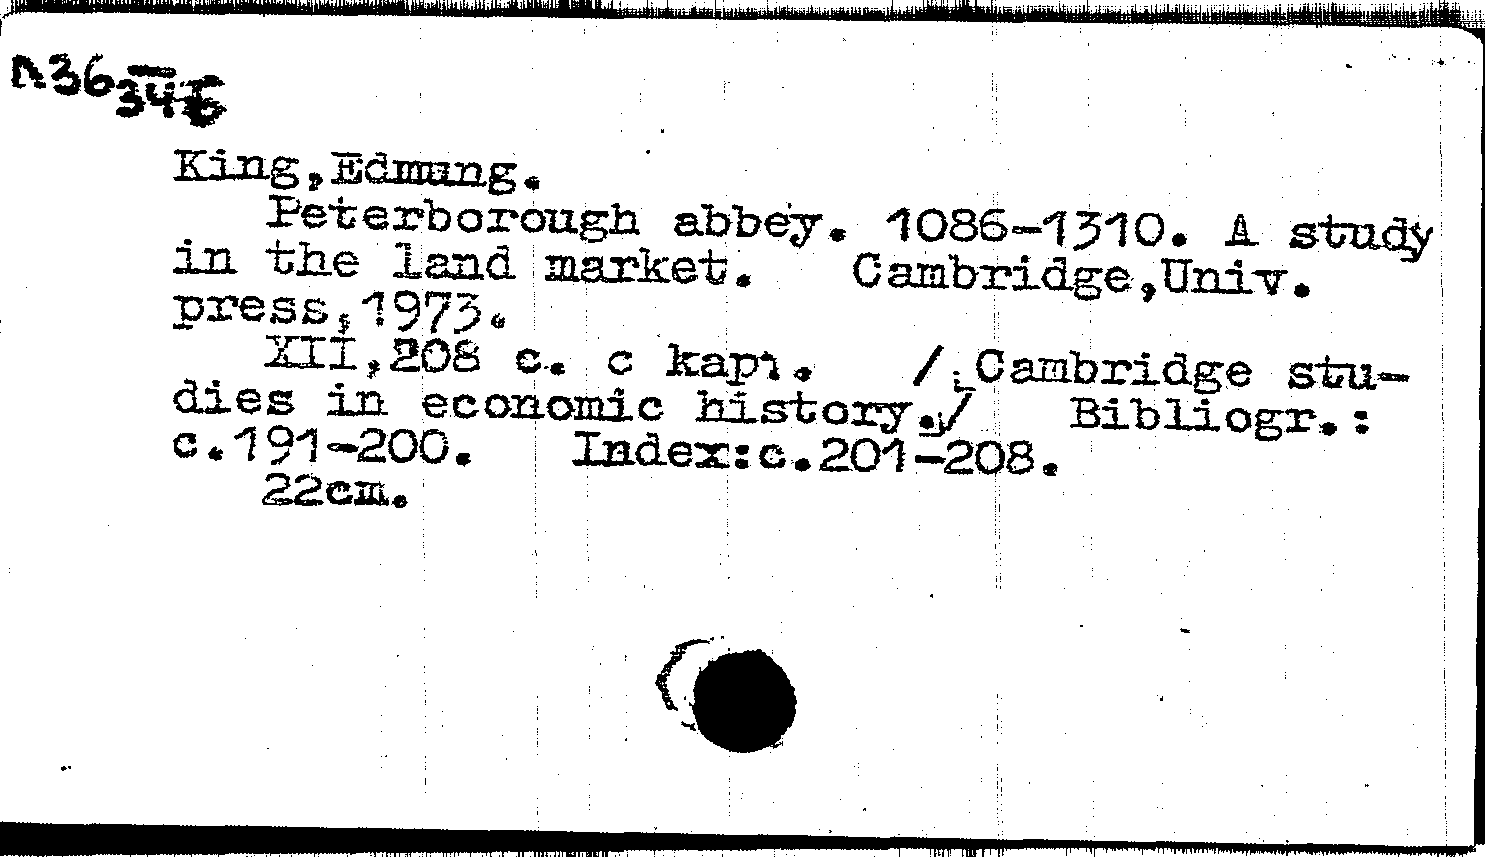 King,Edmung.
Peterborough abbey. 1086-1310. A study
in the land market. Cambridge,Univ.
press,1973.
XII,208 с. с карт. /Cambridge stu-
dies in economic history./ Bibliogr.:
с.191-200. Index:с.201-208.
22cm.